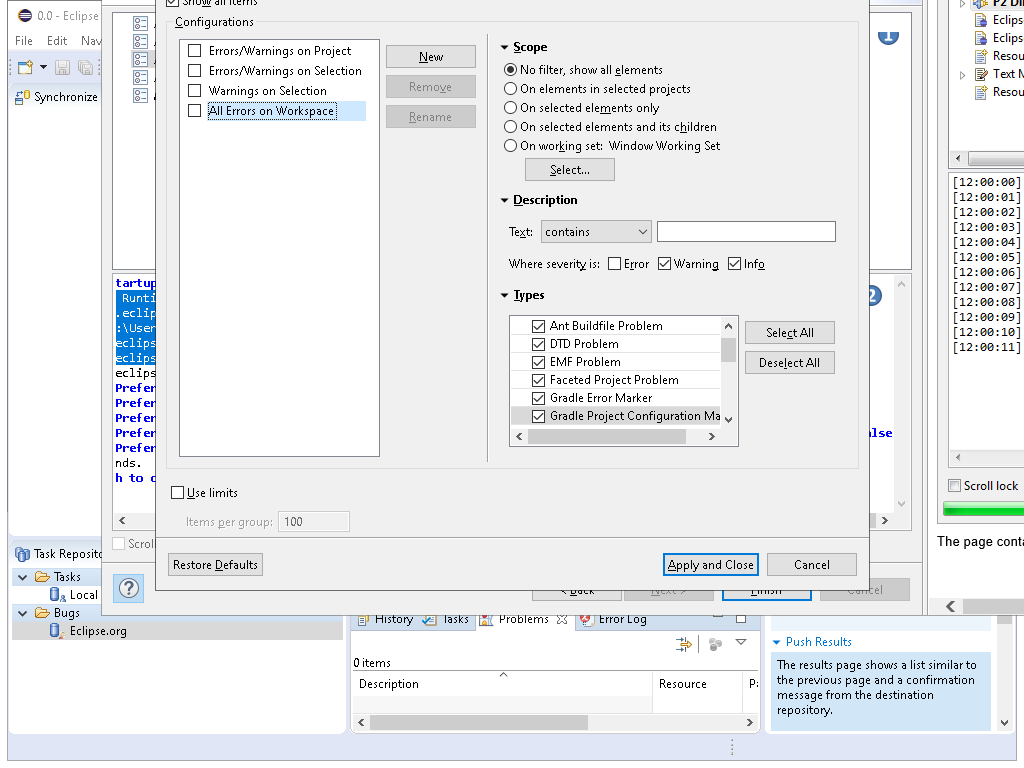 0.0 - Eclipse
File Edit Nav
Synchronize
Show all items
Configurations
Errors/Warnings on Project
Errors/Warnings on Selection
Warnings on Selection
All Errors on Workspace
New
Remove
Rename
Scope
No filter, show all elements
On elements in selected projects
On selected elements only
On selected elements and its children
On working set: Window Working Set
Select...
Description
Text: contains
Where severity is: Error Warning Info
Types
Ant Buildfile Problem
DTD Problem
EMF Problem
Faceted Project Problem
Gradle Error Marker
Gradle Project Configuration Ma
Select All
Deselect All
Use limits
Items per group: 100
Restore Defaults
Apply and Close
Cancel
tartup
Runti
.ecli
:\User
eclips
eclips
eclips
Prefer
Prefer
Prefer
Prefer
alse
Prefer
nds.
h to c
1
2
Scroll
?
< Back
Next >
Finish
Cancel
P2 Di
Eclips
Eclips
Resou
Text M
Resou
[12:00:00]
[12:00:01]
[12:00:02]
[12:00:03]
[12:00:04]
[12:00:05]
[12:00:06]
[12:00:07]
[12:00:08]
[12:00:09]
[12:00:10]
[12:00:11]
Scroll lock
The page conta
Task Reposito
Tasks
Local
Bugs
Eclipse.org
History Tasks Problems Error Log
0 items
Description Resource Pa
Push Results
The results page shows a list similar to
the previous page and a confirmation
message from the destination
repository.